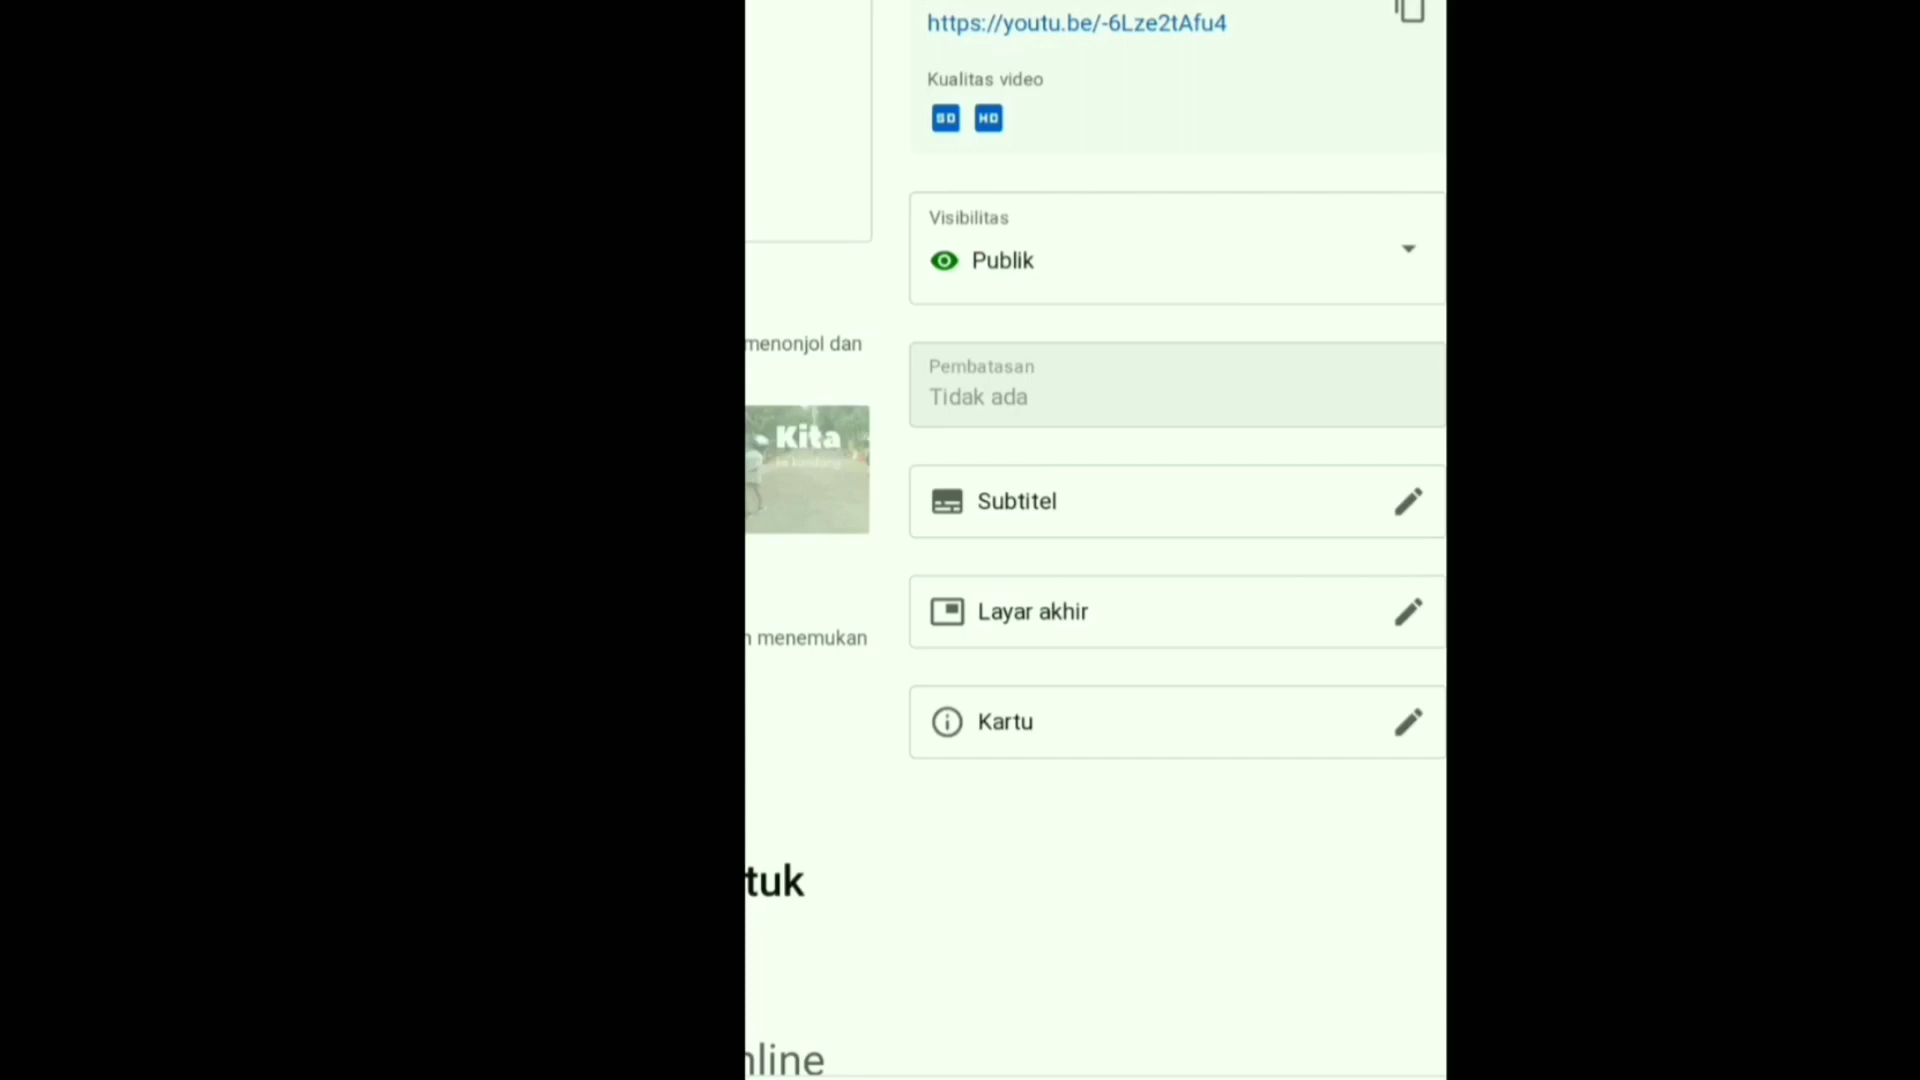 https://youtu.be/-6Lze2tAfu4
Kualitas video
SD HD
Visibilitas
Publik
menonjol dan
Pembatasan
Tidak ada
Kita
Subtitel
Layar akhir
menemukan
Kartu
tuk
nline